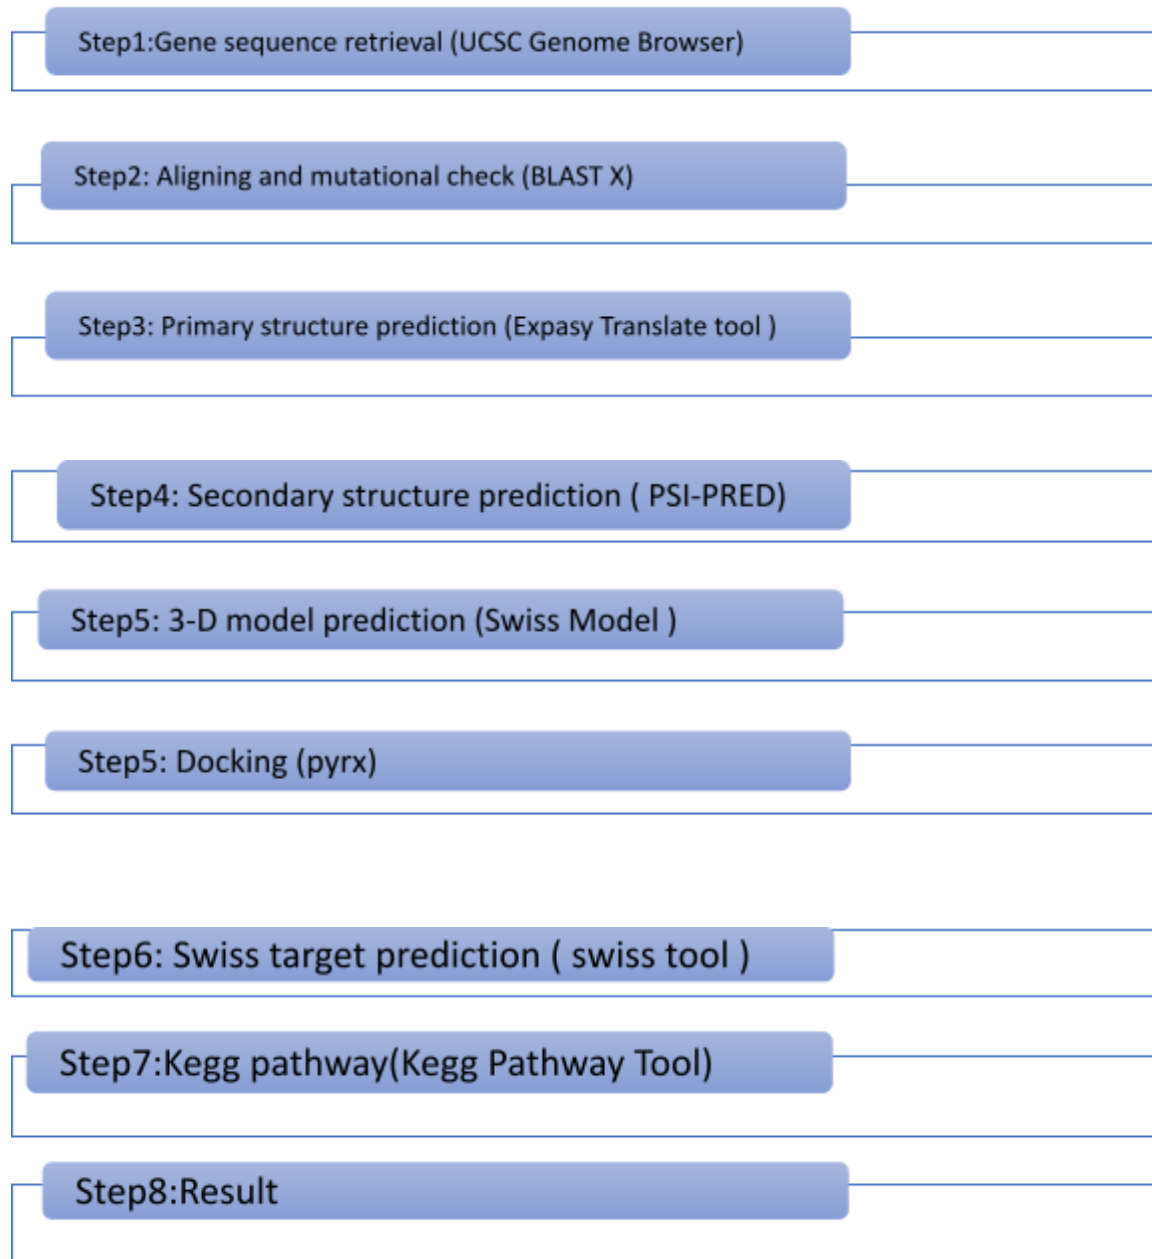 Step1:Gene sequence retrieval (UCSC Genome Browser)
Step2: Aligning and mutational check (BLAST X)
Step3: Primary structure prediction (Expasy Translate tool )
Step4: Secondary structure prediction ( PSI-PRED)
Step5: 3-D model prediction (Swiss Model )
Step5: Docking (pyrx)
Step6: Swiss target prediction ( swiss tool )
Step7:Kegg pathway(Kegg Pathway Tool)
Step8:Result